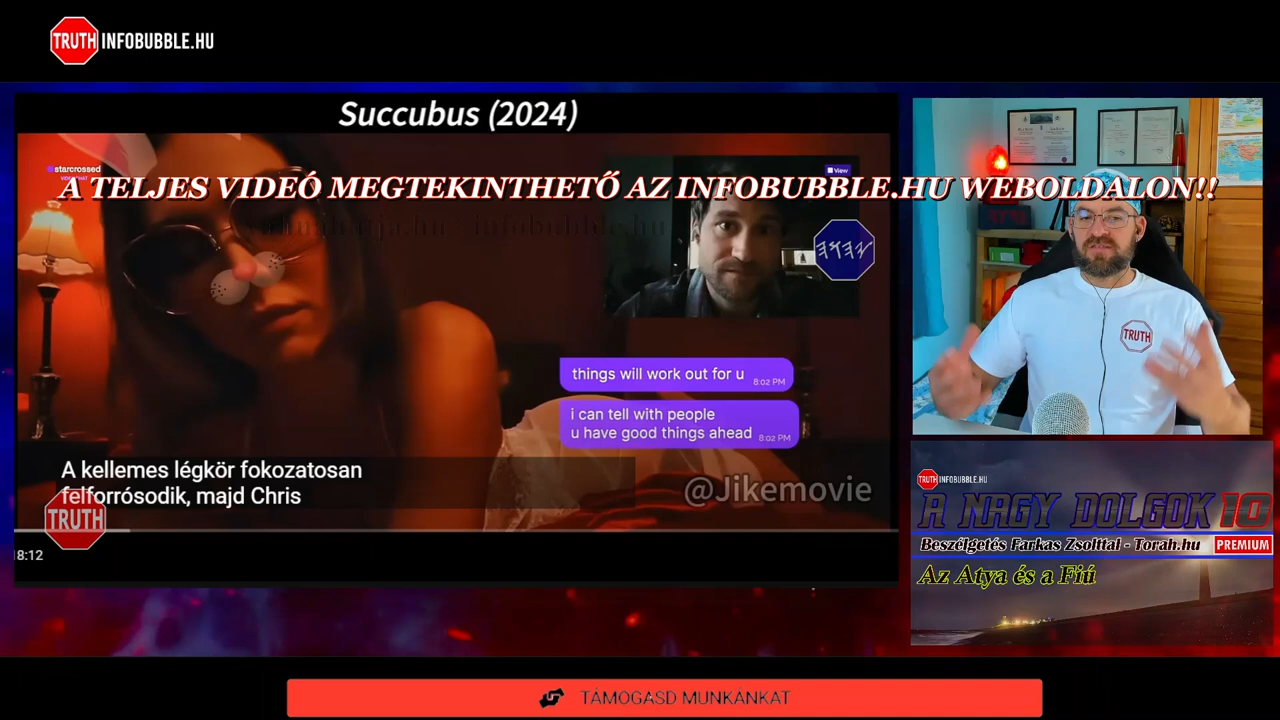 TRUTH INFOBUBBLE.HU
Succubus (2024)
starcrossed
View
A TELJES VIDEÓ MEGTEKINTHETŐ AZ INFOBUBBLE.HU WEBOLDALON!!
𐤉𐤄𐤅𐤄
things will work out for u 8:02 PM
i can tell with people
u have good things ahead 8:02 PM
A kellemes légkör fokozatosan
felforrósodik, majd Chris
@Jikemovie
TRUTH
8:12
TRUTH
TRUTH INFOBUBBLE.HU
A NAGY DOLGOK 10
Beszélgetés Farkas Zsolttal - Torah.hu PREMIUM
Az Atya és a Fiú
TÁMOGASD MUNKÁNKAT